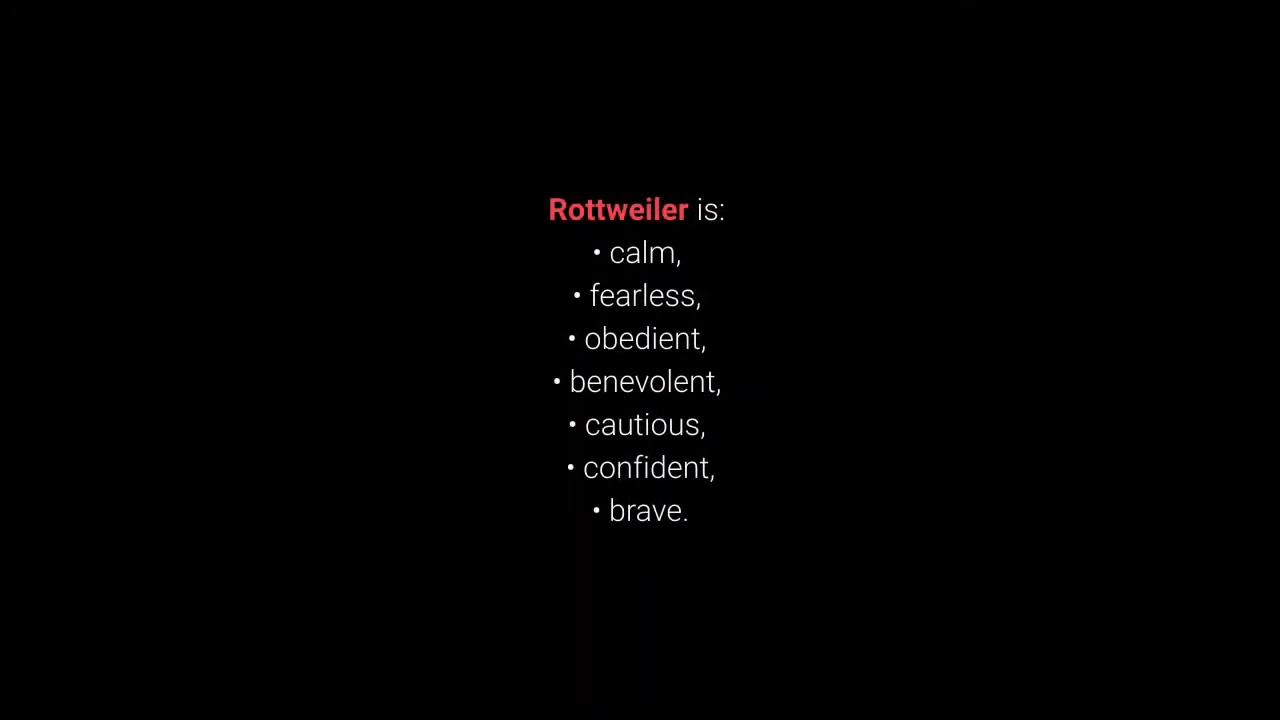 Rottweiler is:
• calm,
• fearless,
• obedient,
• benevolent,
• cautious,
• confident,
• brave.